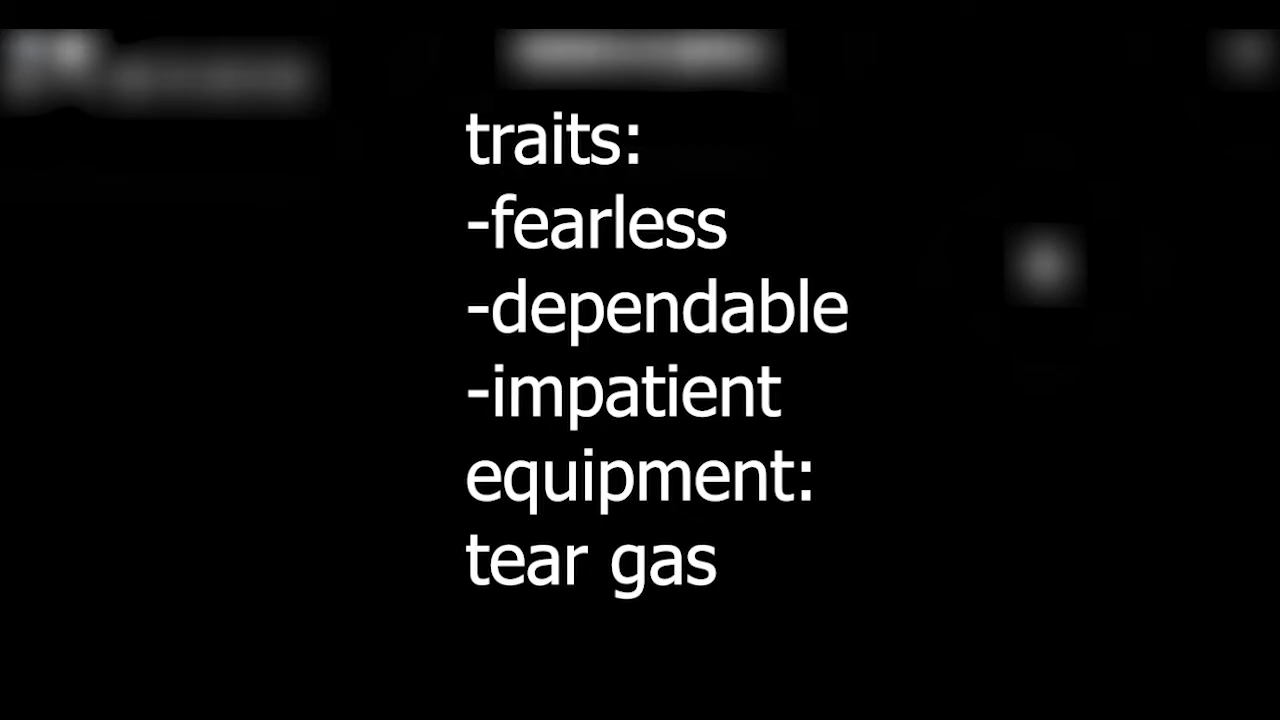 traits:
-fearless
-dependable
-impatient
equipment:
tear gas